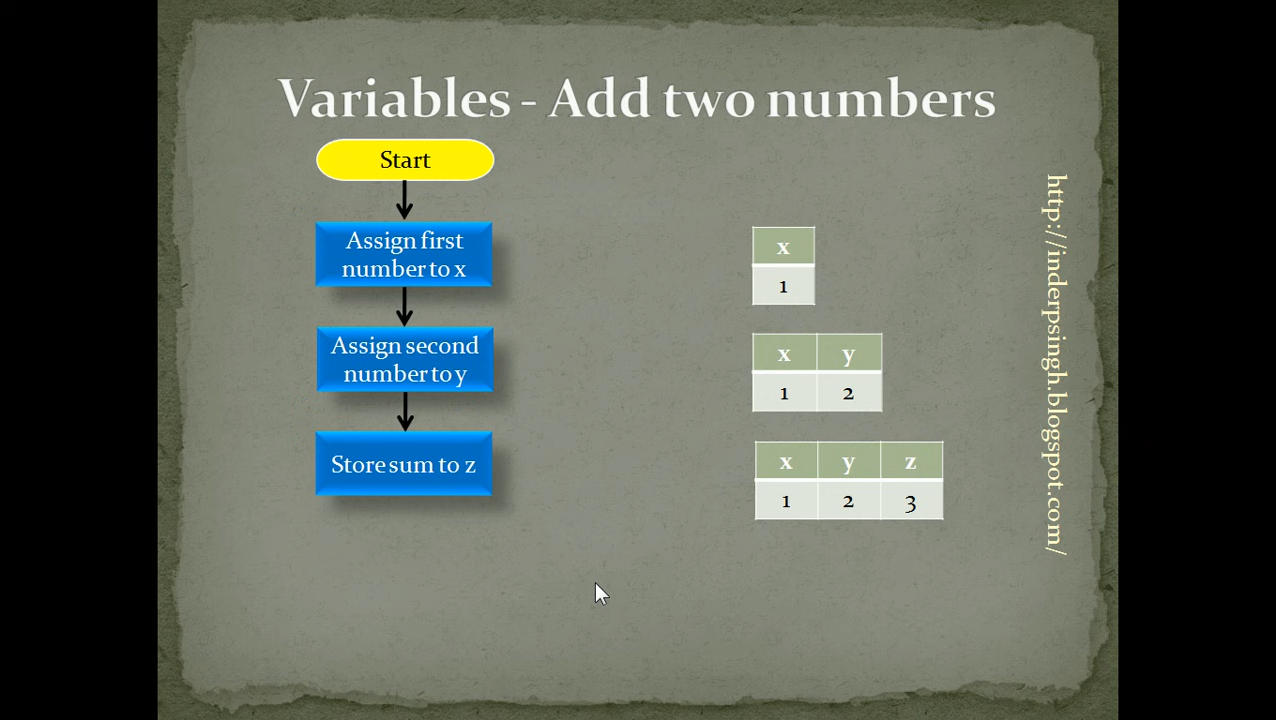 Variables - Add two numbers
Start
Assign first
number to x
Assign second
number to y
Store sum to z
x
1
x y
1 2
x y z
1 2 3
http://inderpsingh.blogspot.com/